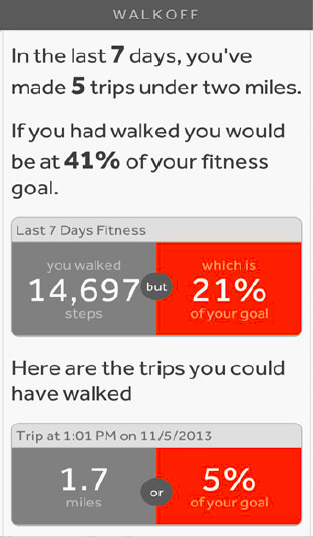 WALKOFF
In the last 7 days, you've
made 5 trips under two miles.
If you had walked you would
be at 41% of your fitness
goal.
Last 7 Days Fitness
you walked
14,697
steps
but
which is
21%
of your goal
Here are the trips you could
have walked
Trip at 1:01 PM on 11/5/2013
1.7
miles
or
5%
of your goal